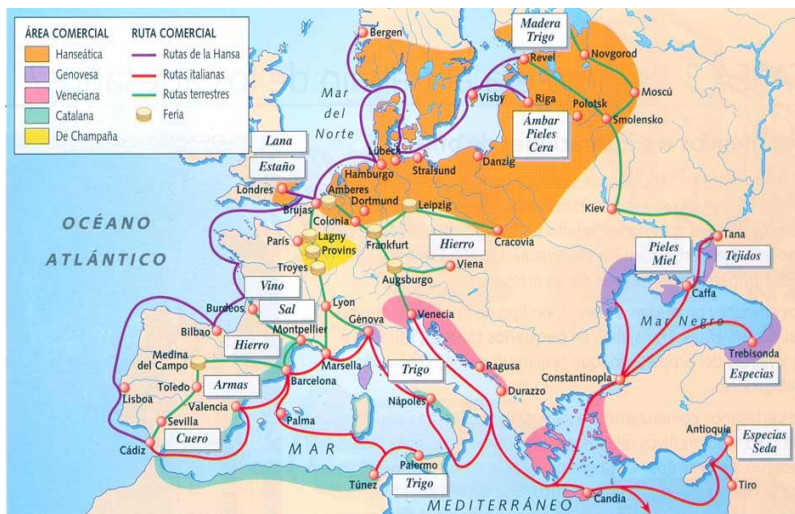 ÁREA COMERCIAL
Hanseática
Genovesa
Veneciana
Catalana
De Champaña
RUTA COMERCIAL
Rutas de la Hansa
Rutas italianas
Rutas terrestres
Feria
Bergen
Madera
Trigo
Novgorod
Revel
Moscú
Mar
del
Norte
Visby
Riga
Polotsk
Smolensko
Ámbar
Pieles
Cera
Lana
Estaño
Lübeck
Hamburgo
Stralsund
Danzig
Londres
Amberes
Brujas
Dortmund
Colonia
Leipzig
Kiev
OCÉANO
ATLÁNTICO
París
Lagny
Provins
Frankfurt
Hierro
Cracovia
Tana
Troyes
Viena
Augsburgo
Pieles
Miel
Tejidos
Vino
Burdeos
Sal
Lyon
Génova
Venecia
Caffa
Mar Negro
Bilbao
Hierro
Montpellier
Marsella
Trebisonda
Medina
del Campo
Toledo
Armas
Barcelona
Trigo
Ragusa
Durazzo
Constantinopla
Especias
Lisboa
Valencia
Nápoles
Sevilla
Cuero
Palma
Antioquía
Especias
Seda
Cádiz
MAR
Palermo
Trigo
Túnez
MEDITERRÁNEO
Candia
Tiro